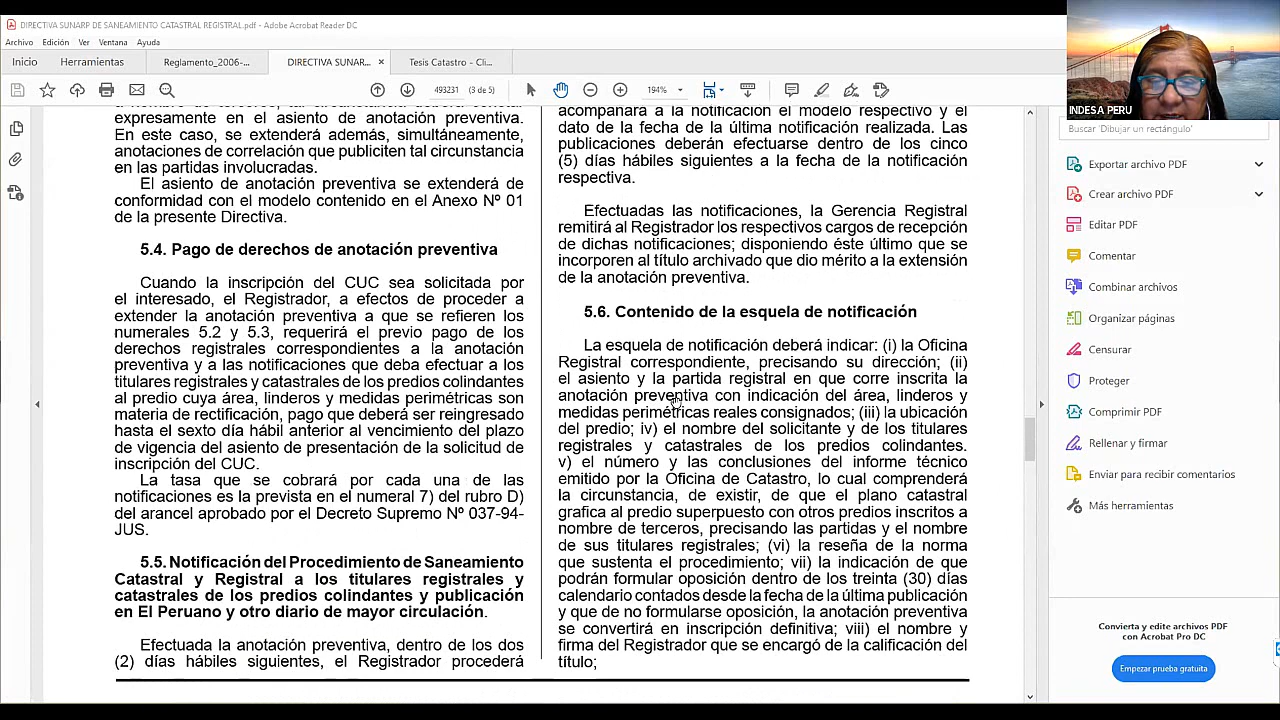 DIRECTIVA SUNARP DE SANEAMIENTO CATASTRAL REGISTRAL.pdf - Adobe Acrobat Reader DC
Archivo Edición Ver Ventana Ayuda
Inicio Herramientas Reglamento_2006-... DIRECTIVA SUNAR... × Tesis Catastro - Cli...
493231 (3 de 5) 194%
expresamente en el asiento de anotación preventiva.
En este caso, se extenderá además, simultáneamente,
anotaciones de correlación que publiciten tal circunstancia
en las partidas involucradas.
El asiento de anotación preventiva se extenderá de
conformidad con el modelo contenido en el Anexo Nº 01
de la presente Directiva.
5.4. Pago de derechos de anotación preventiva
Cuando la inscripción del CUC sea solicitada por
el interesado, el Registrador, a efectos de proceder a
extender la anotación preventiva a que se refieren los
numerales 5.2 y 5.3, requerirá el previo pago de los
derechos registrales correspondientes a la anotación
preventiva y a las notificaciones que deba efectuar a los
titulares registrales y catastrales de los predios colindantes
al predio cuya área, linderos y medidas perimétricas son
materia de rectificación, pago que deberá ser reingresado
hasta el sexto día hábil anterior al vencimiento del plazo
de vigencia del asiento de presentación de la solicitud de
inscripción del CUC.
La tasa que se cobrará por cada una de las
notificaciones es la prevista en el numeral 7) del rubro D)
del arancel aprobado por el Decreto Supremo Nº 037-94-
JUS.
5.5. Notificación del Procedimiento de Saneamiento
Catastral y Registral a los titulares registrales y
catastrales de los predios colindantes y publicación
en El Peruano y otro diario de mayor circulación.
Efectuada la anotación preventiva, dentro de los dos
(2) días hábiles siguientes, el Registrador procederá
acompañará a la notificación el modelo respectivo y el
dato de la fecha de la última notificación realizada. Las
publicaciones deberán efectuarse dentro de los cinco
(5) días hábiles siguientes a la fecha de la notificación
respectiva.
Efectuadas las notificaciones, la Gerencia Registral
remitirá al Registrador los respectivos cargos de recepción
de dichas notificaciones; disponiendo éste último que se
incorporen al título archivado que dio mérito a la extensión
de la anotación preventiva.
5.6. Contenido de la esquela de notificación
La esquela de notificación deberá indicar: (i) la Oficina
Registral correspondiente, precisando su dirección; (ii)
el asiento y la partida registral en que corre inscrita la
anotación preventiva con indicación del área, linderos y
medidas perimétricas reales consignados; (iii) la ubicación
del predio; iv) el nombre del solicitante y de los titulares
registrales y catastrales de los predios colindantes.
v) el número y las conclusiones del informe técnico
emitido por la Oficina de Catastro, lo cual comprenderá
la circunstancia, de existir, de que el plano catastral
grafica al predio superpuesto con otros predios inscritos a
nombre de terceros, precisando las partidas y el nombre
de sus titulares registrales; (vi) la reseña de la norma
que sustenta el procedimiento; vii) la indicación de que
podrán formular oposición dentro de los treinta (30) días
calendario contados desde la fecha de la última publicación
y que de no formularse oposición, la anotación preventiva
se convertirá en inscripción definitiva; viii) el nombre y
firma del Registrador que se encargó de la calificación del
título;
INDESA PERU
Buscar 'Dibujar un rectángulo'
Exportar archivo PDF
Crear archivo PDF
Editar PDF
Comentar
Combinar archivos
Organizar páginas
Censurar
Proteger
Comprimir PDF
Rellenar y firmar
Enviar para recibir comentarios
Más herramientas
Convierta y edite archivos PDF
con Acrobat Pro DC
Empezar prueba gratuita